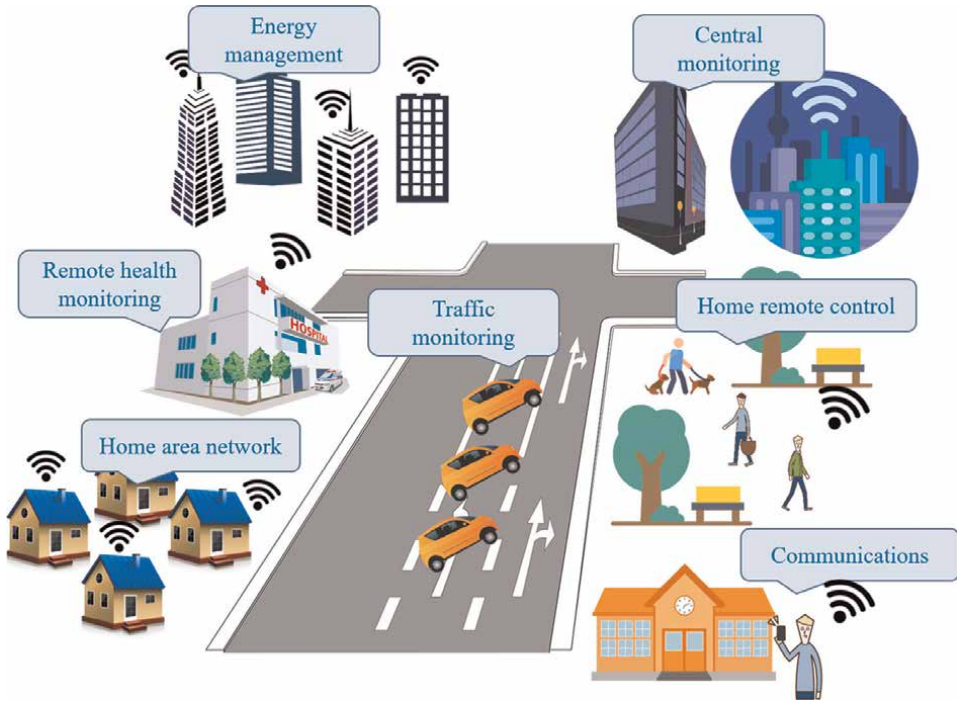 Energy
management
Central
monitoring
Remote health
monitoring
HOSPITAL
Traffic
monitoring
Home remote control
Home area network
Communications